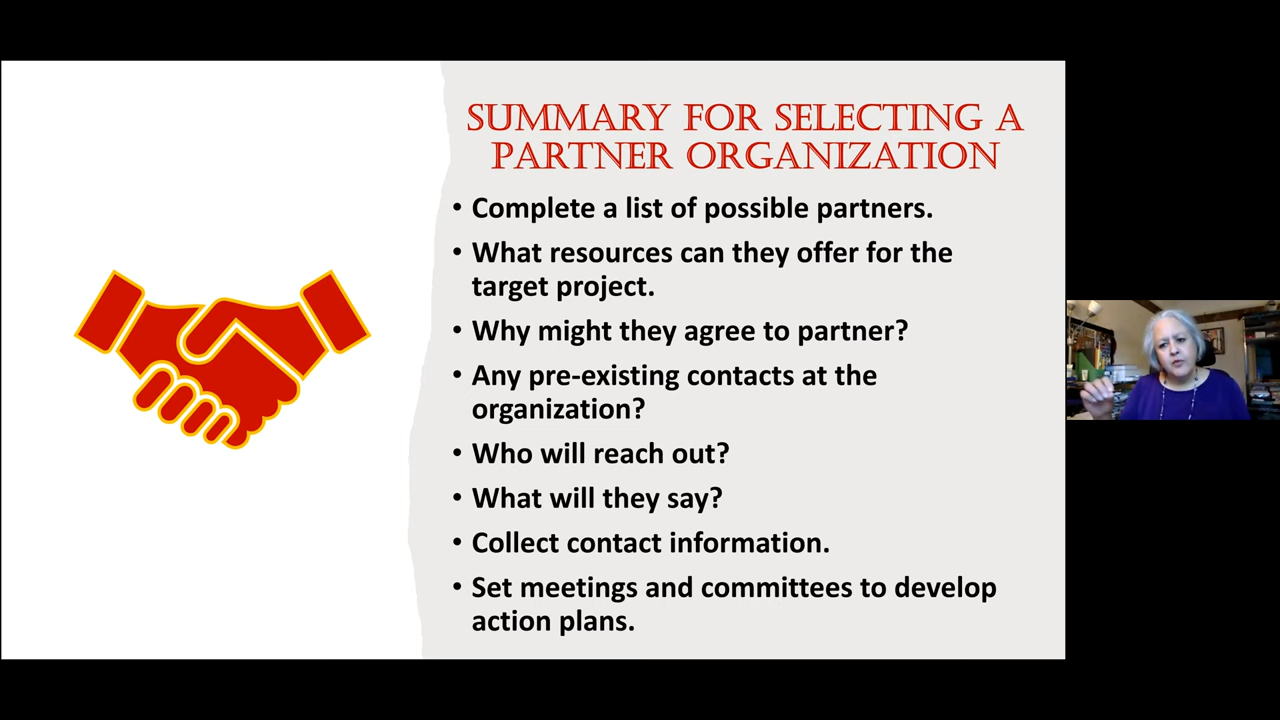 SUMMARY FOR SELECTING A
PARTNER ORGANIZATION
• Complete a list of possible partners.
• What resources can they offer for the
target project.
• Why might they agree to partner?
• Any pre-existing contacts at the
organization?
• Who will reach out?
• What will they say?
• Collect contact information.
• Set meetings and committees to develop
action plans.